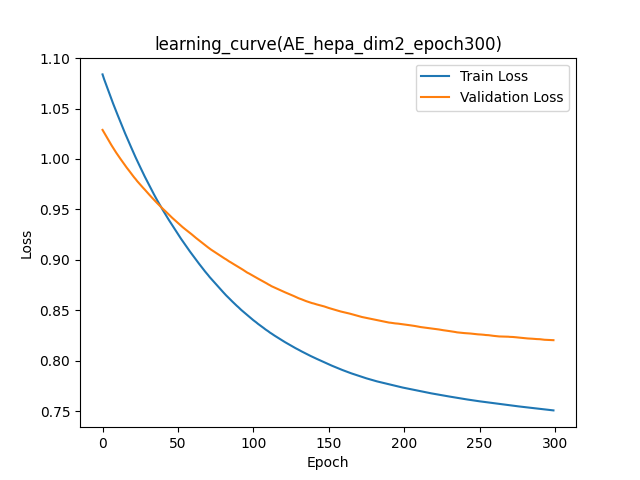 learning_curve(AE_hepa_dim2_epoch300)
Train Loss
Validation Loss
1.10
1.05
1.00
0.95
0.90
0.85
0.80
0.75
Loss
0 50 100 150 200 250 300
Epoch